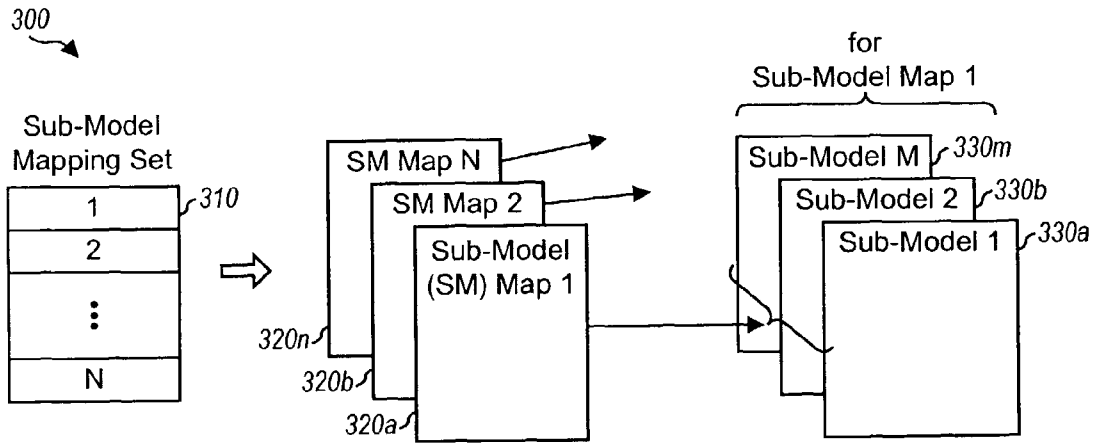 300
for
Sub-Model Map 1
Sub-Model
Mapping Set
1
310
2
N
SM Map N
SM Map 2
Sub-Model
(SM) Map 1
320n
320b
320a
Sub-Model M
330m
Sub-Model 2
330b
Sub-Model 1
330a